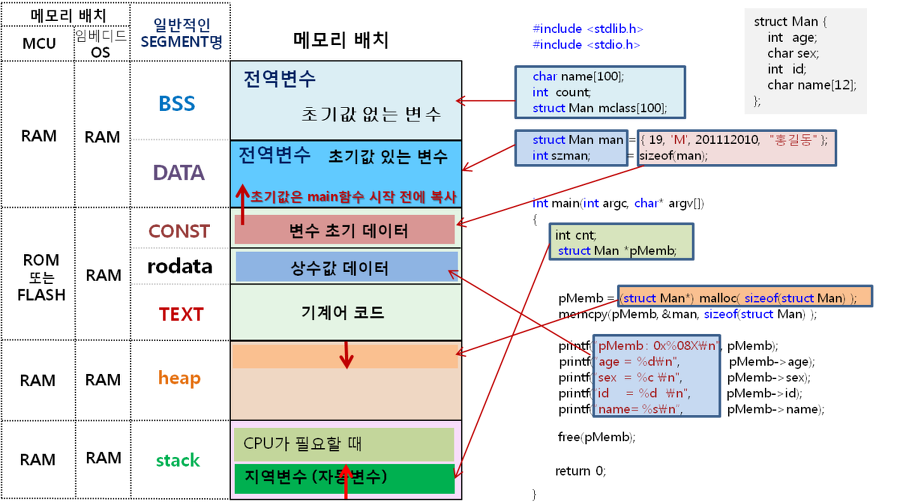 메모리 배치
MCU
임베디드
OS
일반적인
SEGMENT명
메모리 배치
RAM
RAM
BSS
전역변수
초기값 없는 변수
DATA
전역변수 초기값 있는 변수
초기값은 main함수 시작 전에 복사
ROM
또는
FLASH
RAM
CONST
변수 초기 데이터
rodata
상수값 데이터
TEXT
기계어 코드
RAM
RAM
heap
RAM
RAM
stack
CPU가 필요할 때
지역변수 (자동변수)
#include <stdlib.h>
#include <stdio.h>
char name[100];
int count;
struct Man mclass[100];
struct Man man = { 19, 'M', 201112010, "홍길동" };
int szman; = sizeof(man);
int main(int argc, char* argv[])
{
int cnt;
struct Man *pMemb;
pMemb = (struct Man*) malloc( sizeof(struct Man) );
memcpy(pMemb, &man, sizeof(struct Man) );
printf("pMemb : 0x%08X₩n", pMemb);
printf("age = %d₩n", pMemb->age);
printf("sex = %c ₩n", pMemb->sex);
printf("id = %d ₩n", pMemb->id);
printf("name= %s₩n", pMemb->name);
free(pMemb);
return 0;
}
struct Man {
int age;
char sex;
int id;
char name[12];
};